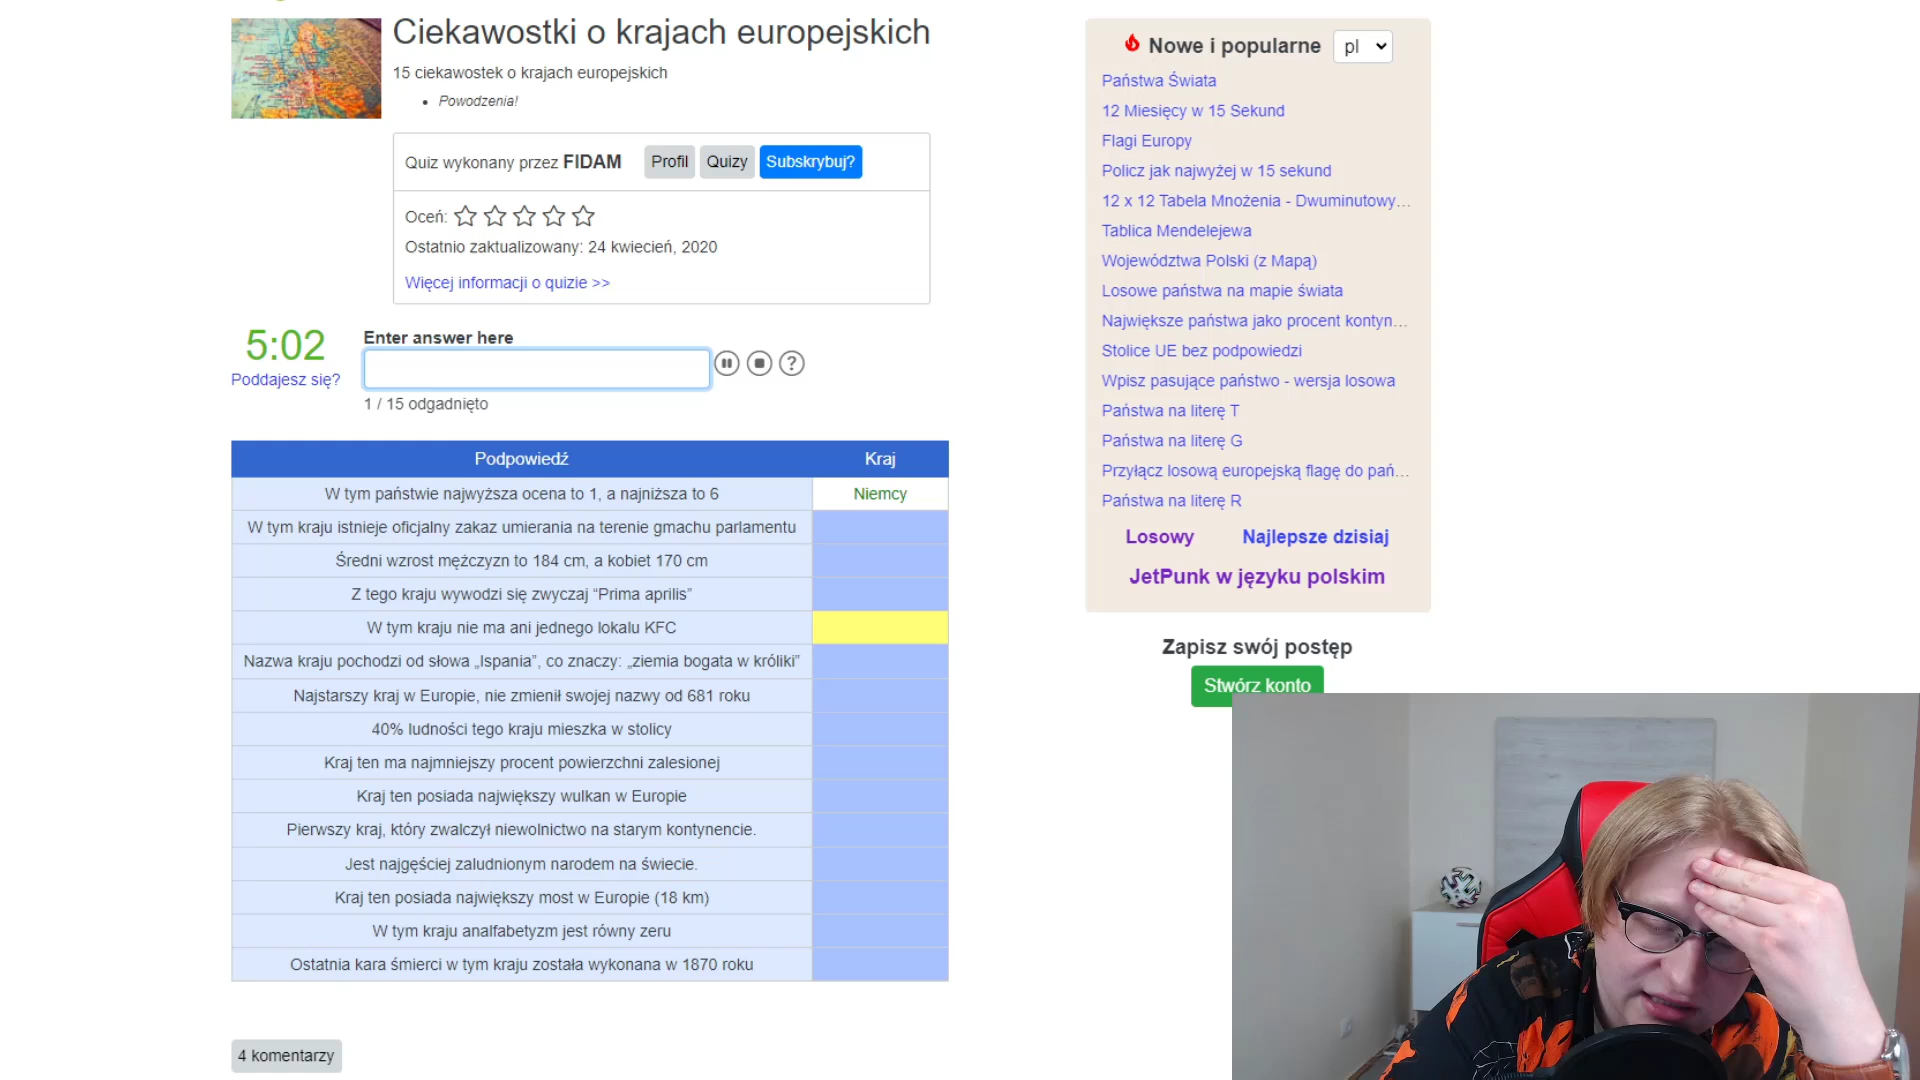 Ciekawostki o krajach europejskich
15 ciekawostek o krajach europejskich
Powodzenia!
Quiz wykonany przez FIDAM Profil Quizy Subskrybuj?
Oceń:
Ostatnio zaktualizowany: 24 kwiecień, 2020
Więcej informacji o quizie >>
5:02
Poddajesz się?
Enter answer here
?
1 / 15 odgadnięto
Podpowiedź Kraj
W tym państwie najwyższa ocena to 1, a najniższa to 6 Niemcy
W tym kraju istnieje oficjalny zakaz umierania na terenie gmachu parlamentu
Średni wzrost mężczyzn to 184 cm, a kobiet 170 cm
Z tego kraju wywodzi się zwyczaj “Prima aprilis”
W tym kraju nie ma ani jednego lokalu KFC
Nazwa kraju pochodzi od słowa „Ispania”, co znaczy: „ziemia bogata w króliki”
Najstarszy kraj w Europie, nie zmienił swojej nazwy od 681 roku
40% ludności tego kraju mieszka w stolicy
Kraj ten ma najmniejszy procent powierzchni zalesionej
Kraj ten posiada największy wulkan w Europie
Pierwszy kraj, który zwalczył niewolnictwo na starym kontynencie.
Jest najgęściej zaludnionym narodem na świecie.
Kraj ten posiada największy most w Europie (18 km)
W tym kraju analfabetyzm jest równy zeru
Ostatnia kara śmierci w tym kraju została wykonana w 1870 roku
4 komentarzy
Nowe i popularne pl
Państwa Świata
12 Miesięcy w 15 Sekund
Flagi Europy
Policz jak najwyżej w 15 sekund
12 x 12 Tabela Mnożenia - Dwuminutowy…
Tablica Mendelejewa
Województwa Polski (z Mapą)
Losowe państwa na mapie świata
Największe państwa jako procent kontyn…
Stolice UE bez podpowiedzi
Wpisz pasujące państwo - wersja losowa
Państwa na literę T
Państwa na literę G
Przyłącz losową europejską flagę do pań…
Państwa na literę R
Losowy Najlepsze dzisiaj
JetPunk w języku polskim
Zapisz swój postęp
Stwórz konto